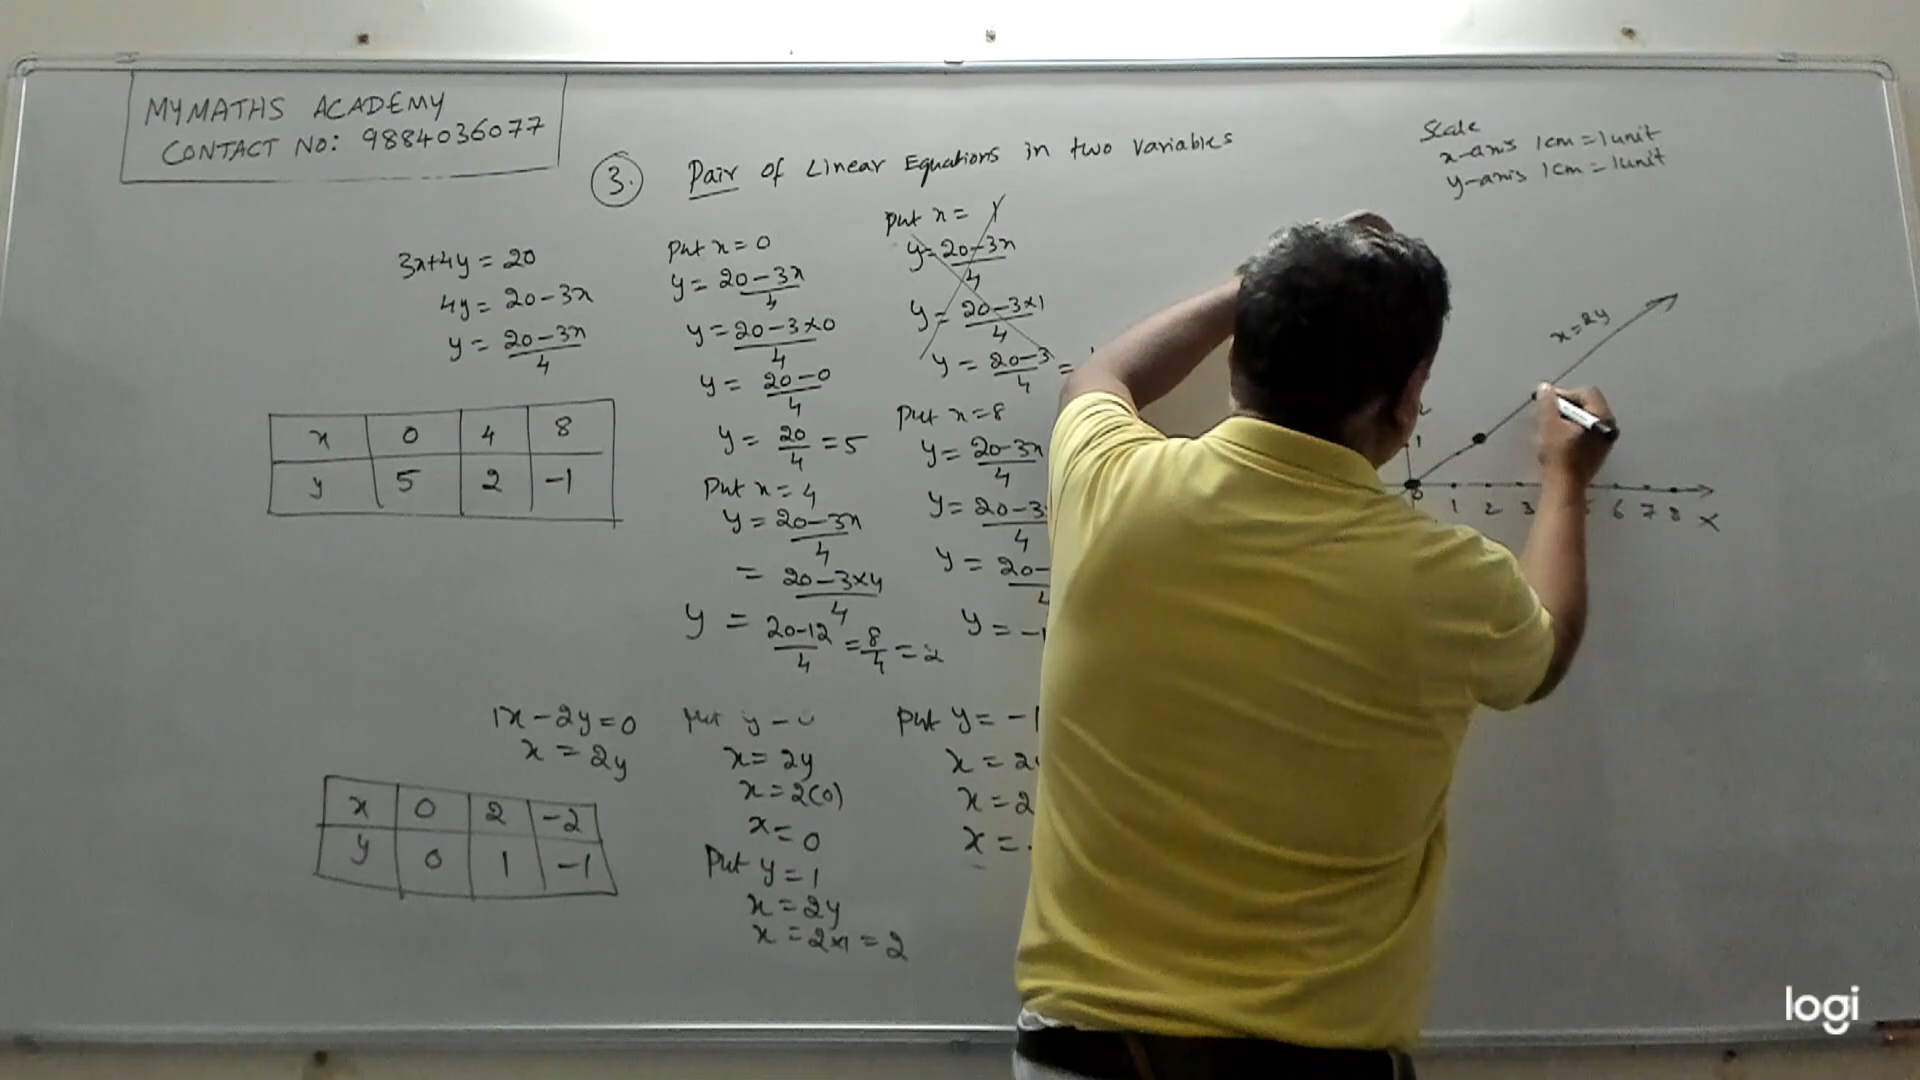 MYMATHS ACADEMY
CONTACT NO: 9884036077
3. Pair of Linear Equations in two variables
Scale
x-axis 1cm = 1unit
y-axis 1cm = 1unit
3x+4y = 20
4y = 20-3x
y = 20-3x/4
x 0 4 8
y 5 2 -1
Put x = 0
y = 20-3x/4
y = 20-3×0/4
y = 20-0/4
y = 20/4 = 5
Put x = 4
y = 20-3x/4
= 20-3×4/4
y = 20-12/4 = 8/4 = 2
Put x = 1
y = 20-3x/4
y = 20-3×1/4
y = 20-3/4 =
Put x = 8
y = 20-3x/4
y = 20-3
4
y = 20-
4
y = -1
1x - 2y = 0
x = 2y
x 0 2 -2
y 0 1 -1
Put y
x = 2y
x = 2(0)
x = 0
Put y = 1
x = 2y
x = 2×1 = 2
Put y = -1
x = 2
x = 2
x =
x = 2y
1
0 1 2 3 5 6 7 8 X
logi